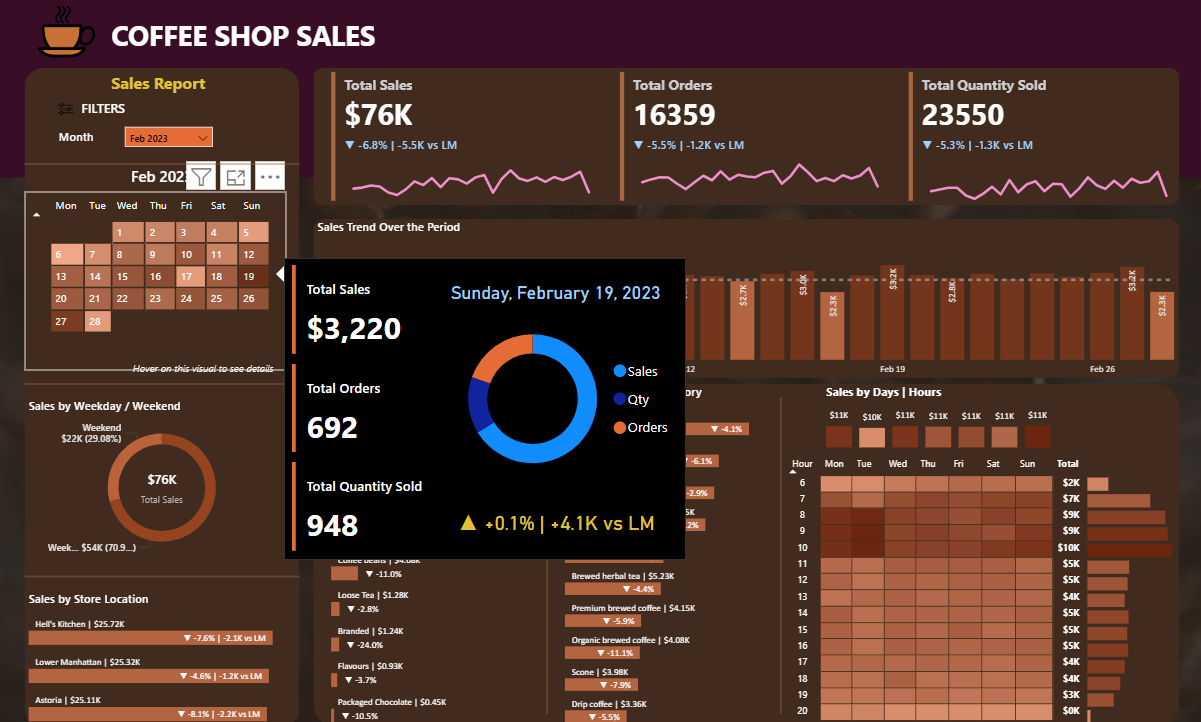 COFFEE SHOP SALES
Sales Report
FILTERS
Month
Feb 2023
Feb 202
Mon Tue Wed Thu Fri Sat Sun
1 2 3 4 5
6 7 8 9 10 11 12
13 14 15 16 17 18 19
20 21 22 23 24 25 26
27 28
Hover on this visual to see details
Sales by Weekday / Weekend
Weekend
$22K (29.08%)
$76K
Total Sales
Week... $54K (70.9...)
Sales by Store Location
Hell's Kitchen | $25.72K
▼ -7.6% | -2.1K vs LM
Lower Manhattan | $25.32K
▼ -4.6% | -1.2K vs LM
Astoria | $25.11K
▼ -8.1% | -2.2K vs LM
Total Sales
$76K
▼ -6.8% | -5.5K vs LM
Total Orders
16359
▼ -5.5% | -1.2K vs LM
Total Quantity Sold
23550
▼ -5.3% | -1.3K vs LM
Sales Trend Over the Period
$2.7K
$3.0K
$2.3K
$3.2K
$2.8K
$3.2K
$2.3K
12
Feb 19
Feb 26
Total Sales
$3,220
Total Orders
692
Total Quantity Sold
948
Sunday, February 19, 2023
Sales
Qty
Orders
▲ +0.1% | +4.1K vs LM
▼ -11.0%
Loose Tea | $1.28K
▼ -2.8%
Branded | $1.24K
▼ -24.0%
Flavours | $0.93K
▼ -3.7%
Packaged Chocolate | $0.45K
▼ -10.5%
ory
▼ -4.1%
-6.1%
-2.9%
5K
.2%
Brewed herbal tea | $5.23K
▼ -4.4%
Premium brewed coffee | $4.15K
▼ -5.9%
Organic brewed coffee | $4.08K
▼ -11.1%
Scone | $3.98K
▼ -7.9%
Drip coffee | $3.36K
▼ -5.5%
Sales by Days | Hours
$11K $10K $11K $11K $11K $11K $11K
Hour Mon Tue Wed Thu Fri Sat Sun Total
6 $2K
7 $7K
8 $9K
9 $9K
10 $10K
11 $5K
12 $5K
13 $4K
14 $5K
15 $5K
16 $5K
17 $4K
18 $4K
19 $3K
20 $0K